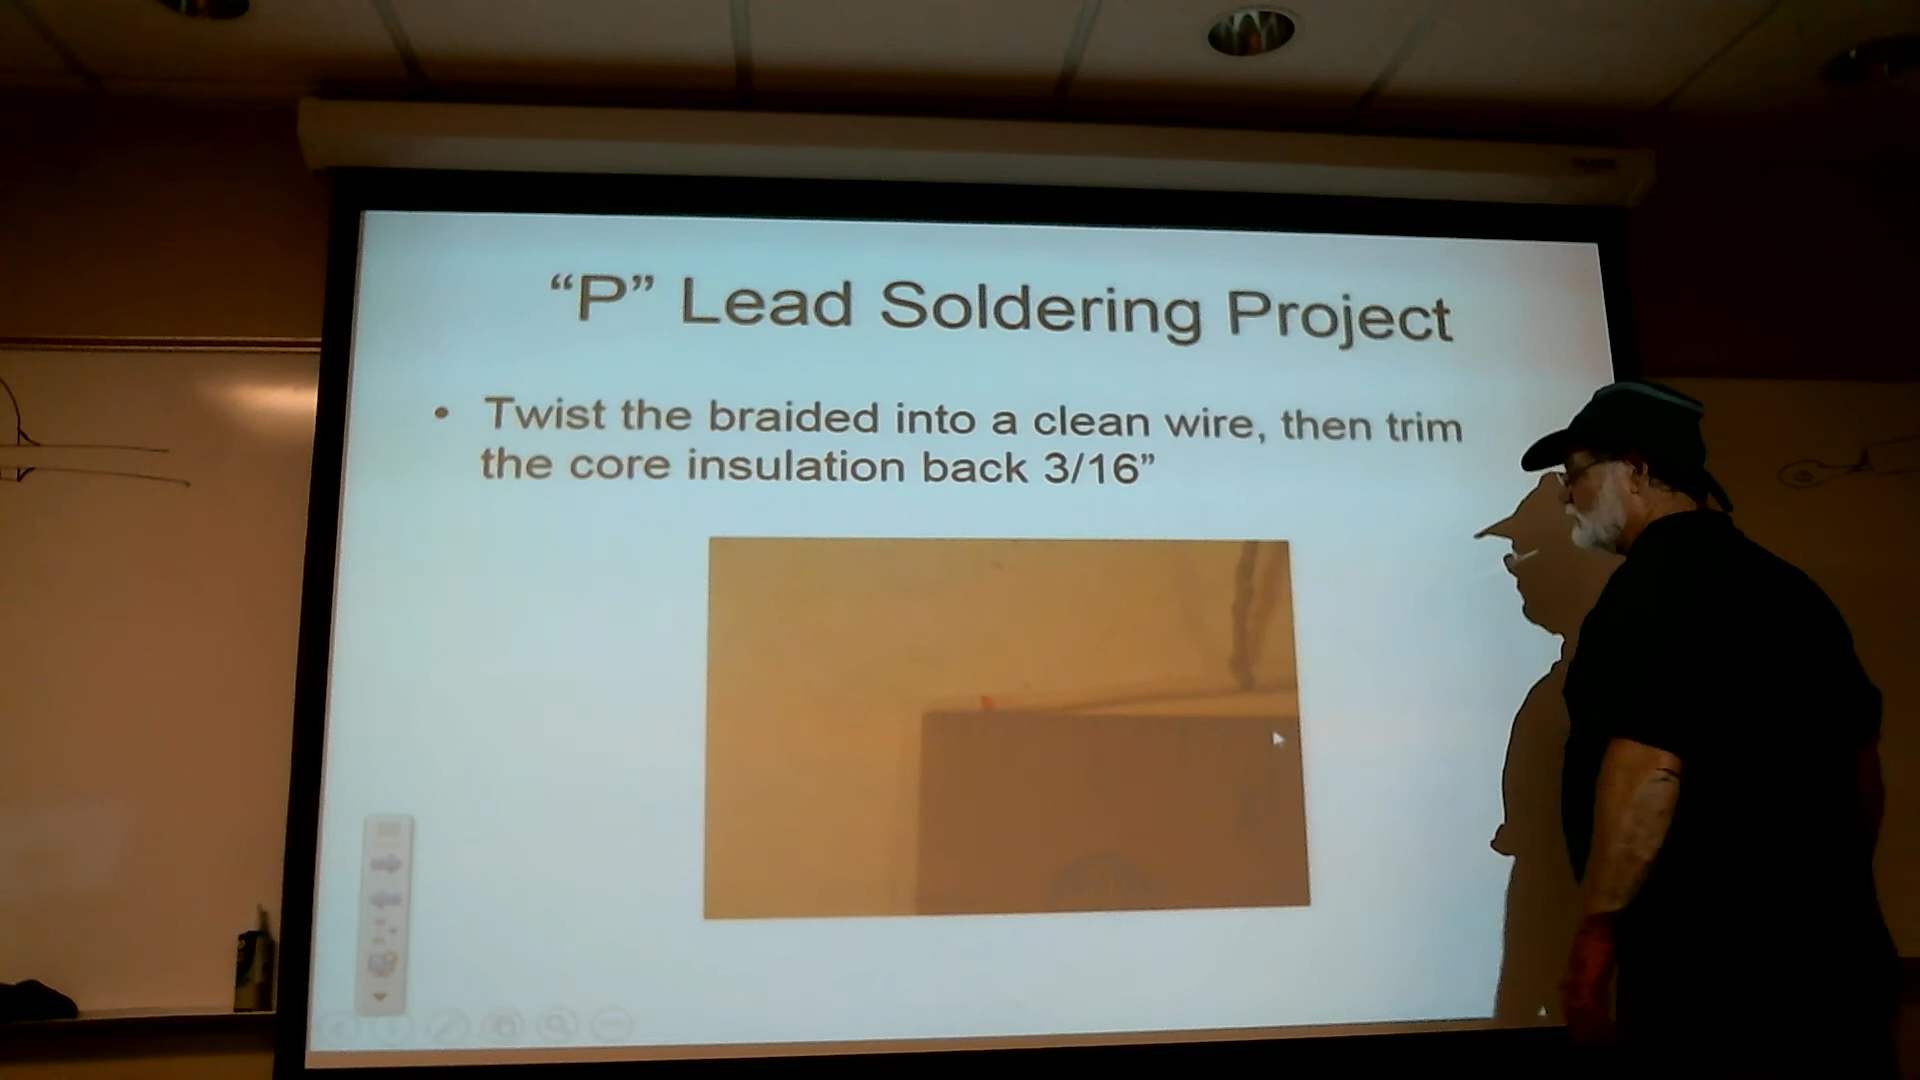 “P” Lead Soldering Project
• Twist the braided into a clean wire, then trim
the core insulation back 3/16”